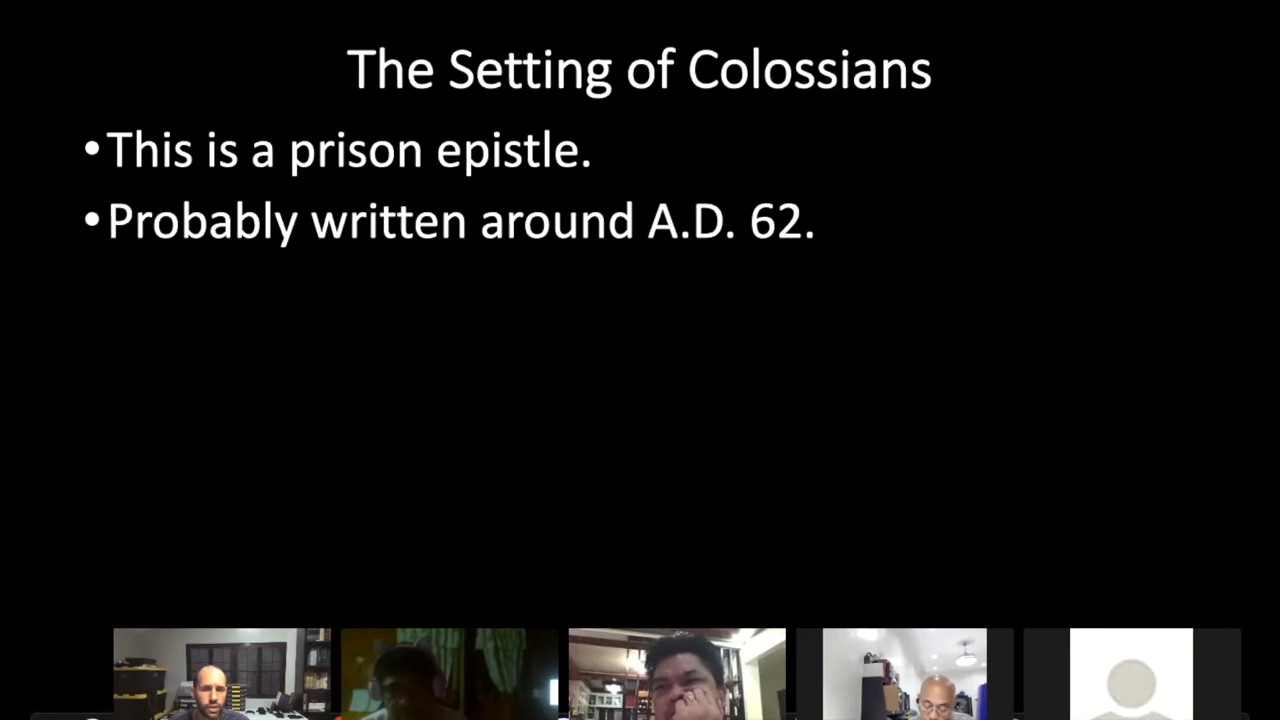 The Setting of Colossians
•This is a prison epistle.
•Probably written around A.D. 62.